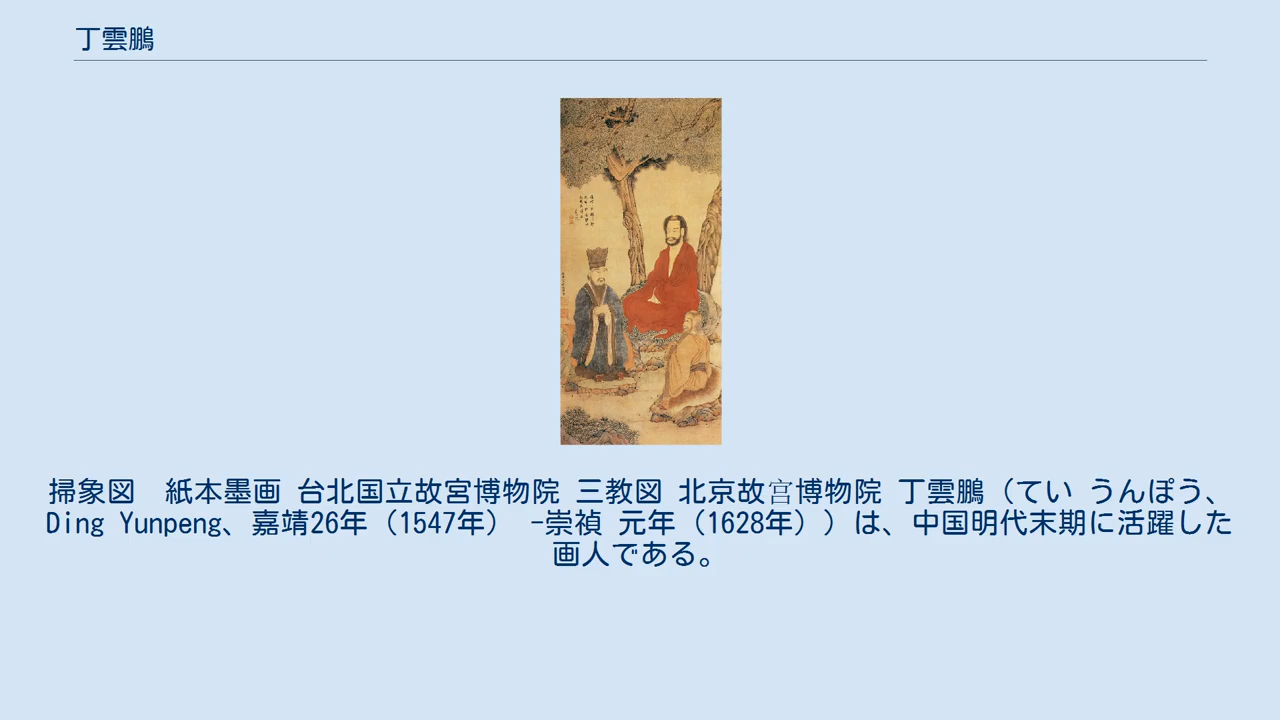 丁雲鵬
掃象図　紙本墨画 台北国立故宮博物院 三教図 北京故宫博物院 丁雲鵬（てい うんぽう、
Ding Yunpeng、嘉靖26年（1547年） -崇禎 元年（1628年））は、中国明代末期に活躍した
画人である。